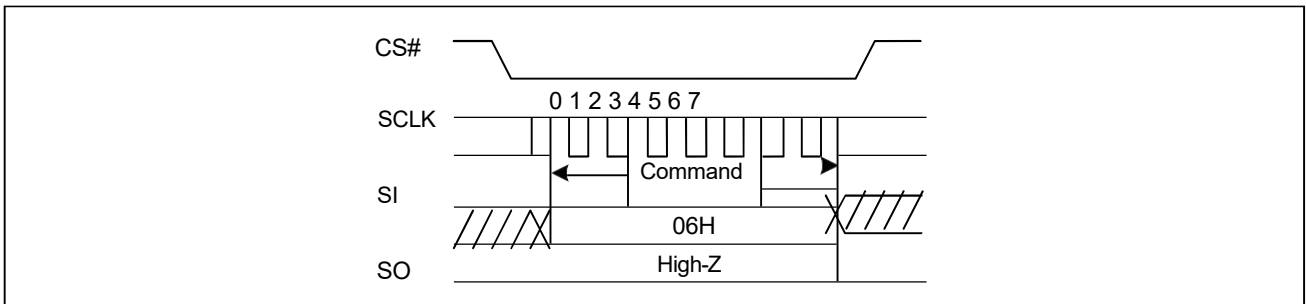 CS#
0 1 2 3 4 5 6 7
SCLK
Command
SI
06H
High-Z
SO